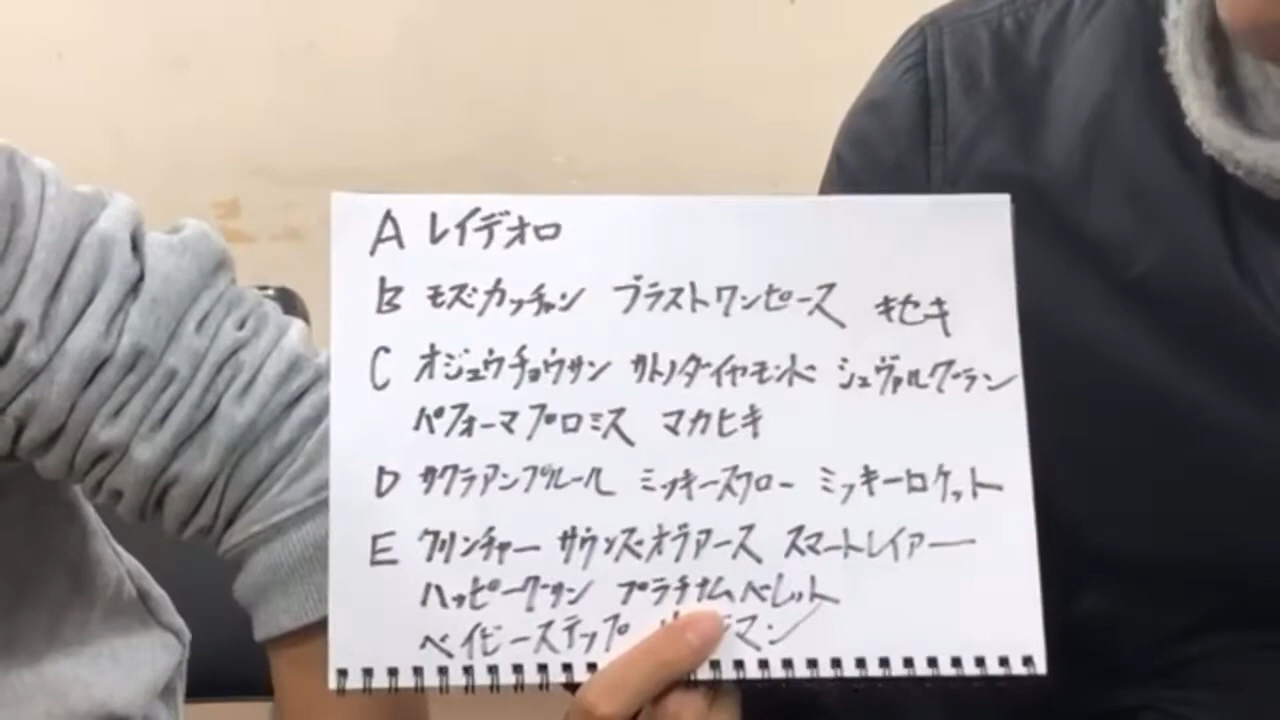 A レイデオロ
B モズカッチャン ブラストワンピース キセキ
C オジュウチョウサン サトノダイヤモンド シュヴァルグラン
パフォーマプロミス マカヒキ
D サクラアンプルール ミッキースワロー ミッキーロケット
E クリンチャー サウンズオブアース スマートレイアー
ハッピーグリン プラチナムバレット
ベイビーステップ マン